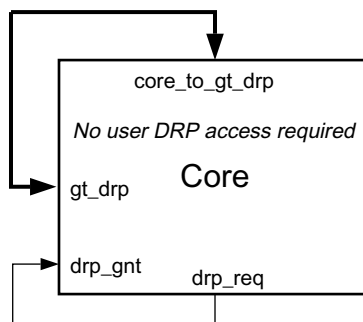 core_to_gt_drp
No user DRP access required
Core
gt_drp
drp_gnt
drp_req